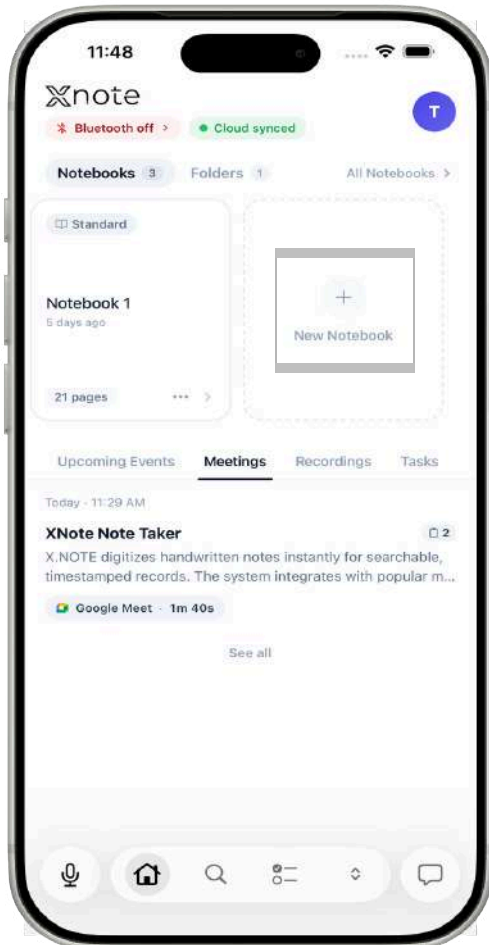 11:48
Xnote
Bluetooth off >
Cloud synced
Notebooks 3
Folders 1
All Notebooks >
T
Standard
Notebook 1
5 days ago
21 pages ... >
+
New Notebook
Upcoming Events
Meetings
Recordings
Tasks
Today - 11:29 AM
XNote Note Taker
2
X.NOTE digitizes handwritten notes instantly for searchable,
timestamped records. The system integrates with popular m...
Google Meet · 1m 40s
See all